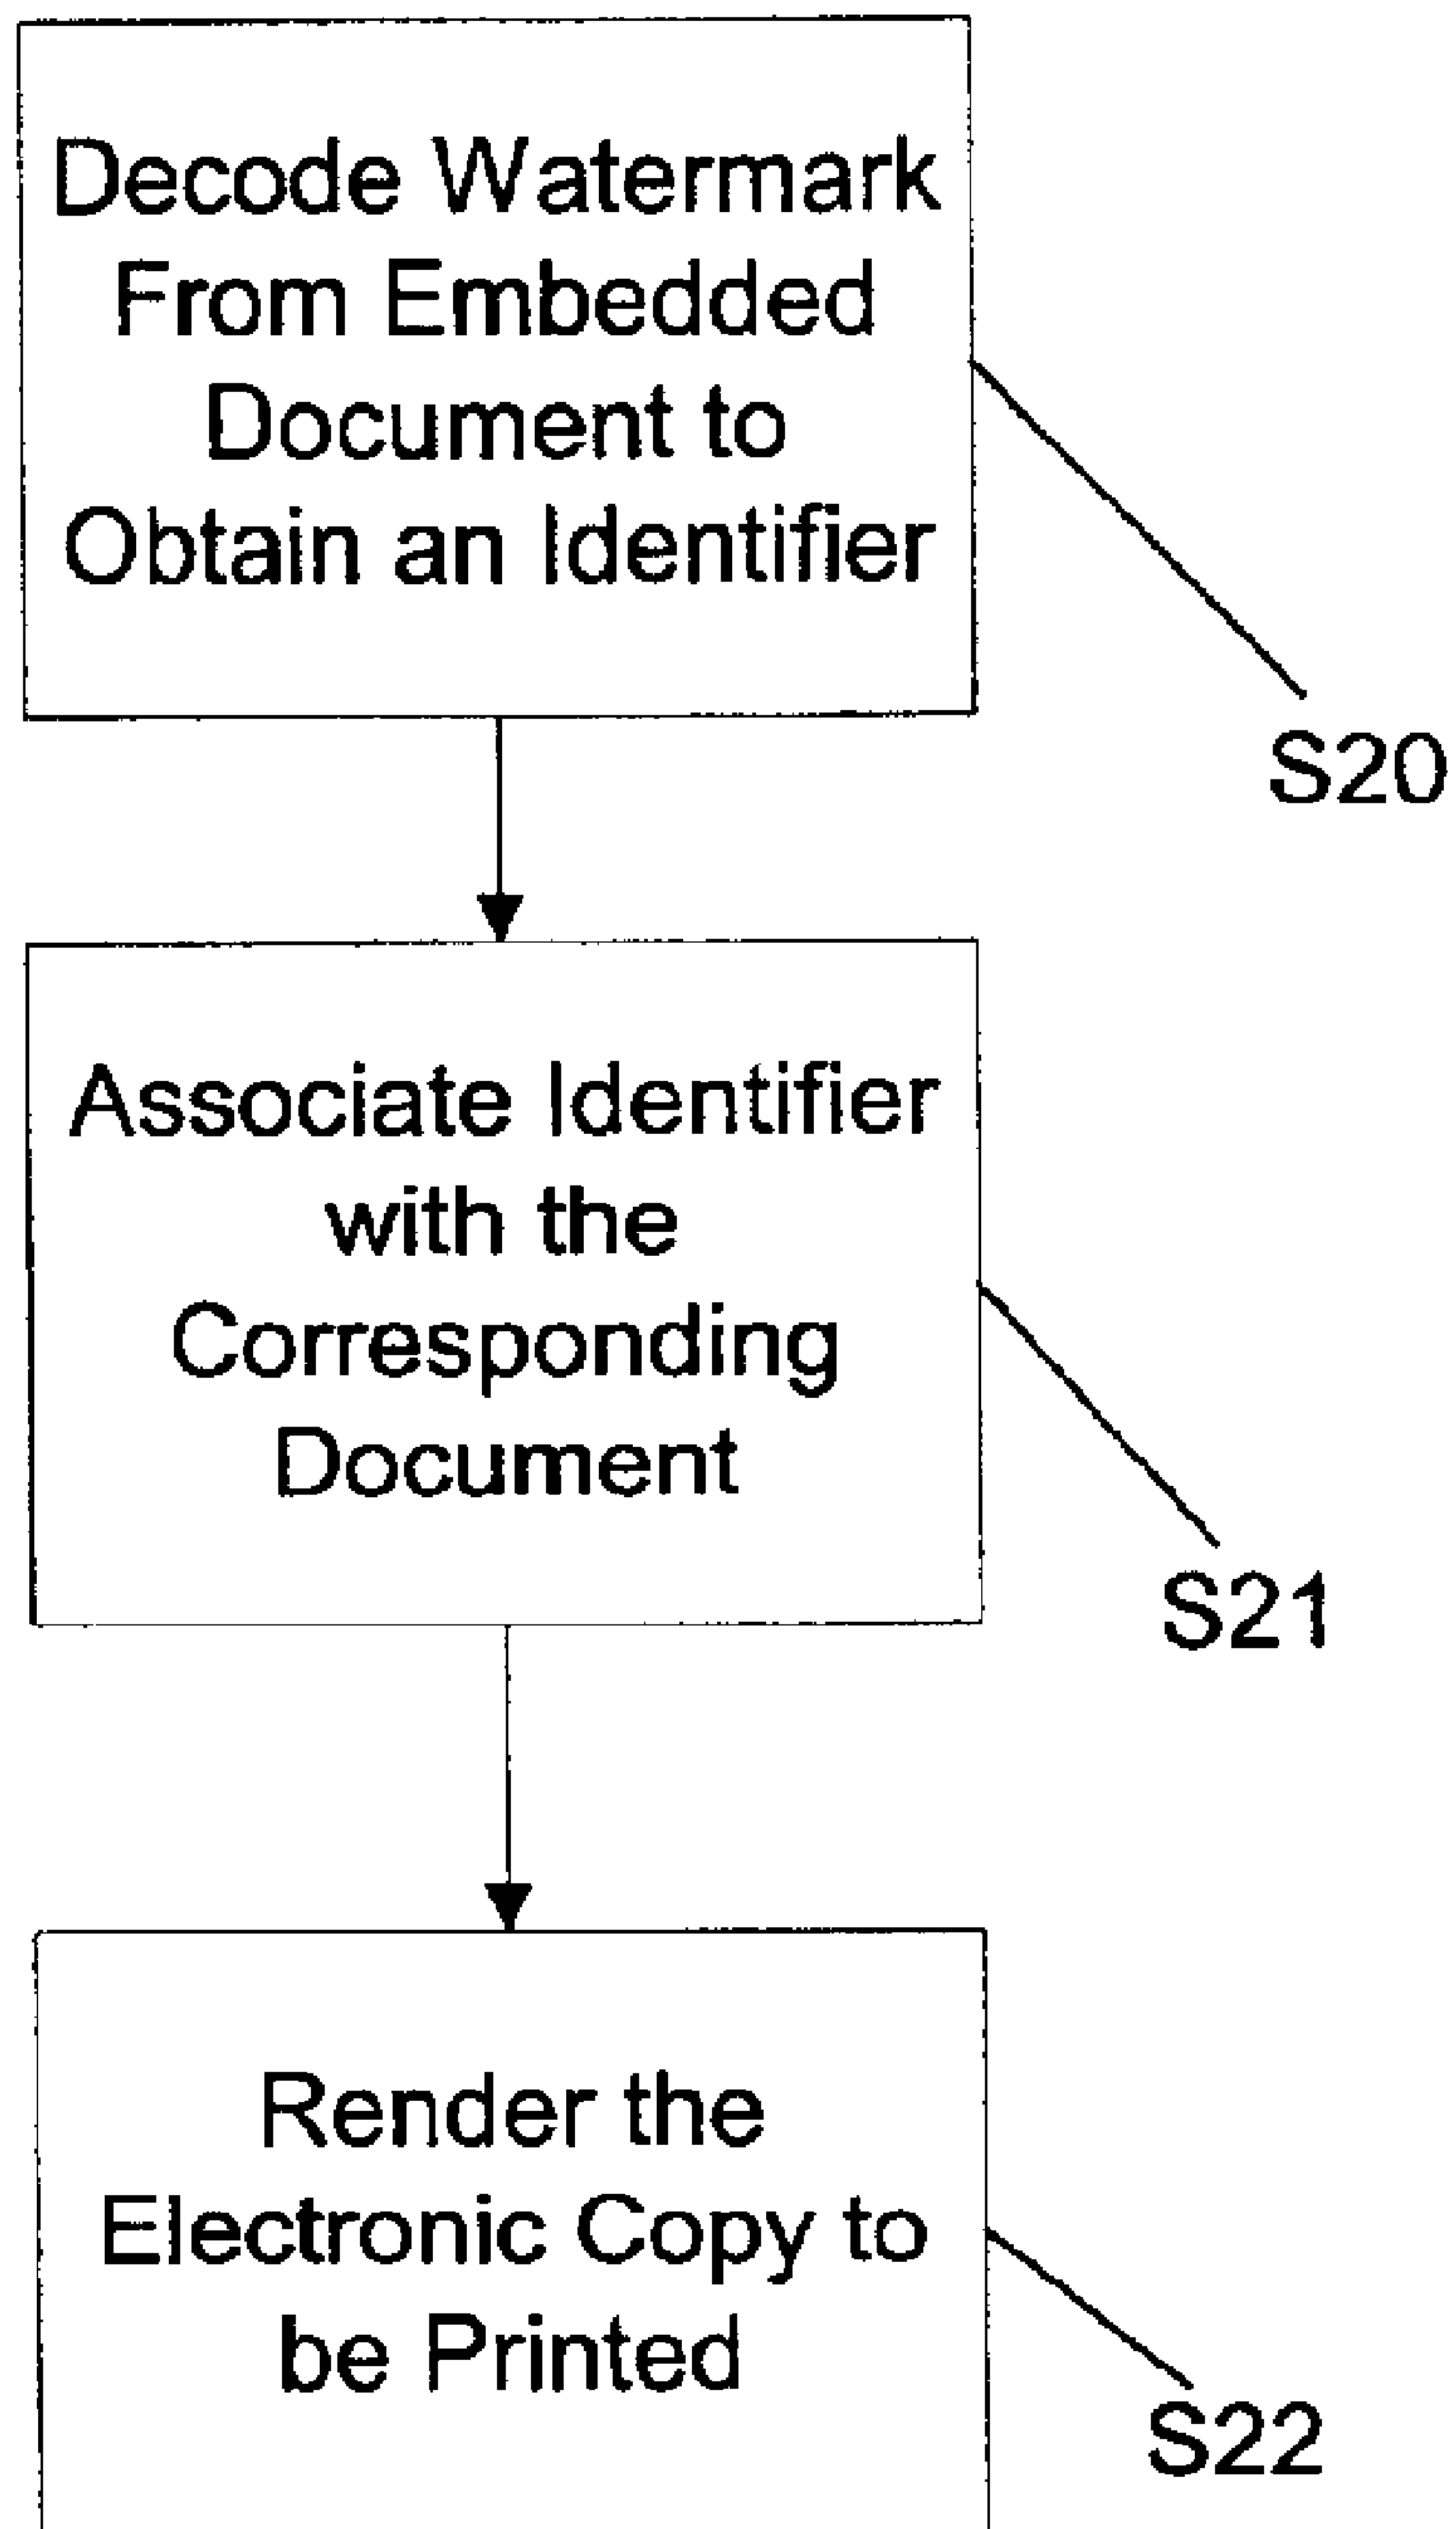 Decode Watermark
From Embedded
Document to
Obtain an Identifier
S20
Associate Identifier
with the
Corresponding
Document
S21
Render the
Electronic Copy to
be Printed
S22